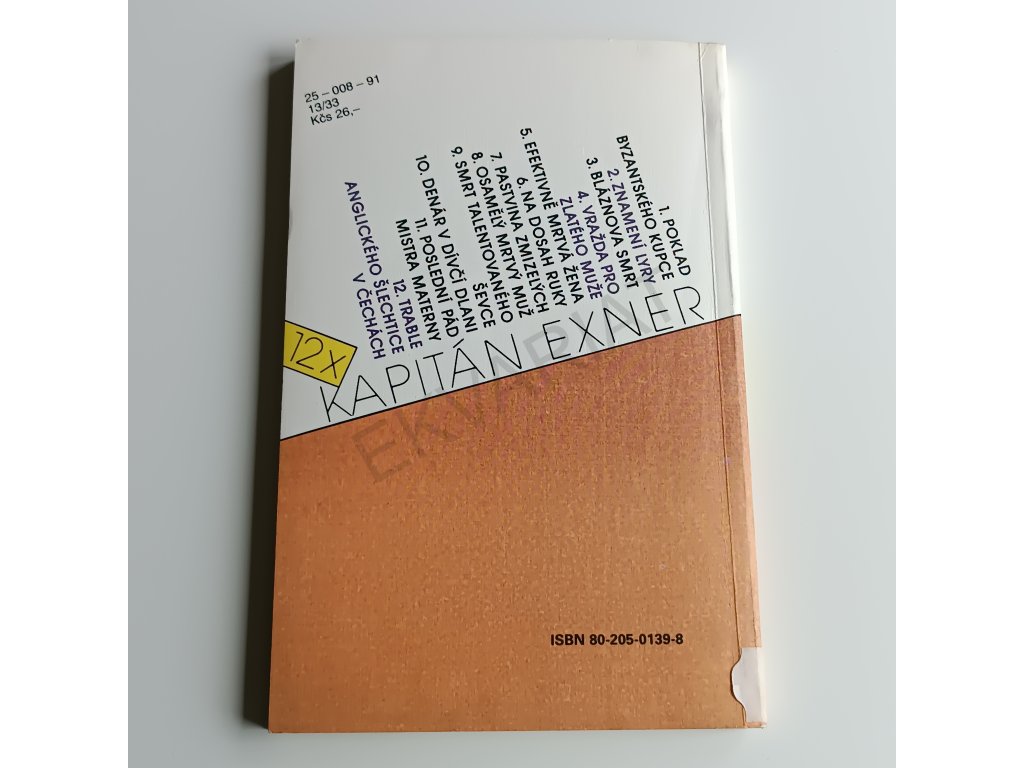 25 – 008 – 91
13/33
Kčs 26,–
1. POKLAD
BYZANTSKÉHO KUPCE
2. ZNAMENÍ LYRY
3. BLÁZNOVA SMRT
4. VRAŽDA PRO
ZLATÉHO MUŽE
5. EFEKTIVNĚ MRTVÁ ŽENA
6. NA DOSAH RUKY
7. PASTVINA ZMIZELÝCH
8. OSAMĚLÝ MRTVÝ MUŽ
9. SMRT TALENTOVANÉHO
ŠEVCE
10. DENÁR V DÍVČÍ DLANI
11. POSLEDNÍ PÁD
MISTRA MATERNY
12. TRABLE
ANGLICKÉHO ŠLECHTICE
V ČECHÁCH
12x
KAPITÁN EXNER
EKVARIAT
ISBN 80-205-0139-8